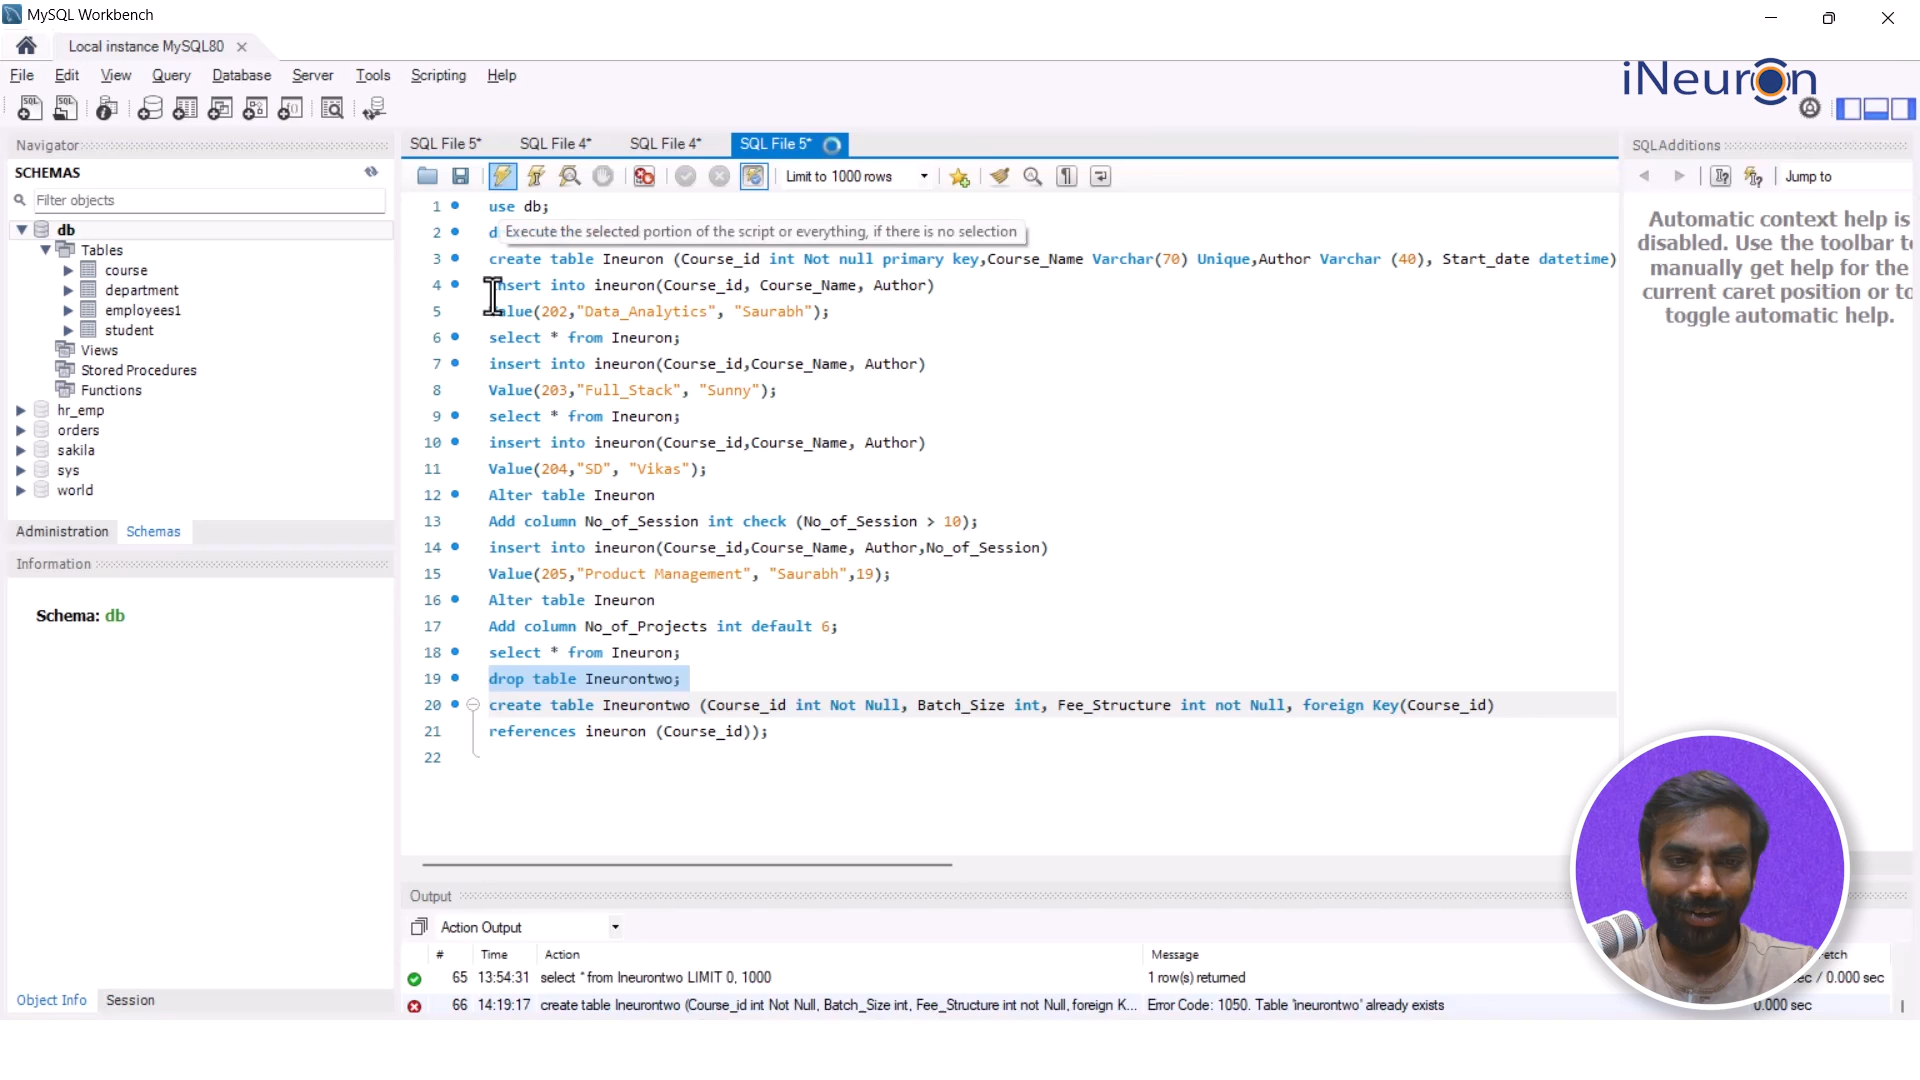 MySQL Workbench
Local instance MySQL80
File Edit View Query Database Server Tools Scripting Help
iNeuron
Navigator
SCHEMAS
Filter objects
db
Tables
course
department
employees1
student
Views
Stored Procedures
Functions
hr_emp
orders
sakila
sys
world
Administration Schemas
Information
Schema: db
Object Info Session
SQL File 5* SQL File 4* SQL File 4* SQL File 5*
Limit to 1000 rows
1 use db;
2 d
Execute the selected portion of the script or everything, if there is no selection
3 create table Ineuron (Course_id int Not null primary key,Course_Name Varchar(70) Unique,Author Varchar (40), Start_date datetime)
4 insert into ineuron(Course_id, Course_Name, Author)
5 Value(202,"Data_Analytics", "Saurabh");
6 select * from Ineuron;
7 insert into ineuron(Course_id,Course_Name, Author)
8 Value(203,"Full_Stack", "Sunny");
9 select * from Ineuron;
10 insert into ineuron(Course_id,Course_Name, Author)
11 Value(204,"SD", "Vikas");
12 Alter table Ineuron
13 Add column No_of_Session int check (No_of_Session > 10);
14 insert into ineuron(Course_id,Course_Name, Author,No_of_Session)
15 Value(205,"Product Management", "Saurabh",19);
16 Alter table Ineuron
17 Add column No_of_Projects int default 6;
18 select * from Ineuron;
19 drop table Ineurontwo;
20 create table Ineurontwo (Course_id int Not Null, Batch_Size int, Fee_Structure int not Null, foreign Key(Course_id)
21 references ineuron (Course_id));
22
SQLAdditions
Jump to
Automatic context help is
disabled. Use the toolbar to
manually get help for the
current caret position or to
toggle automatic help.
Output
Action Output
# Time Action Message etch
65 13:54:31 select * from Ineurontwo LIMIT 0, 1000 1 row(s) returned ec / 0.000 sec
66 14:19:17 create table Ineurontwo (Course_id int Not Null, Batch_Size int, Fee_Structure int not Null, foreign K... Error Code: 1050. Table 'ineurontwo' already exists 0.000 sec